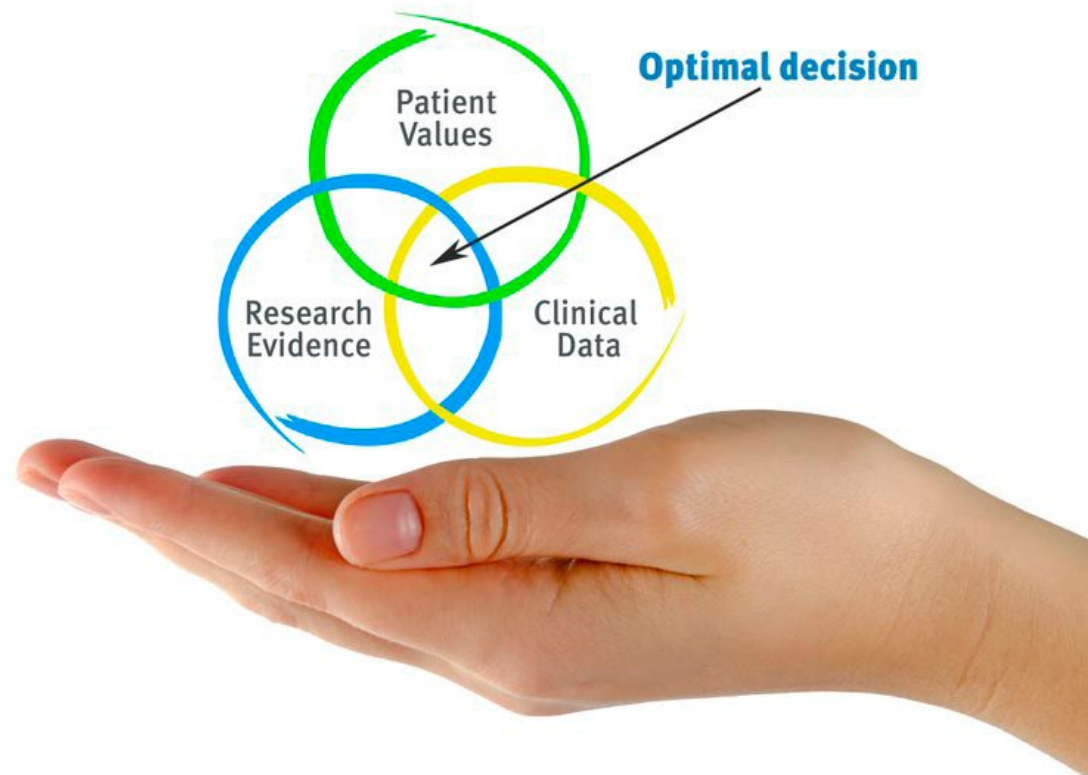 Optimal decision
Patient
Values
Research
Evidence
Clinical
Data